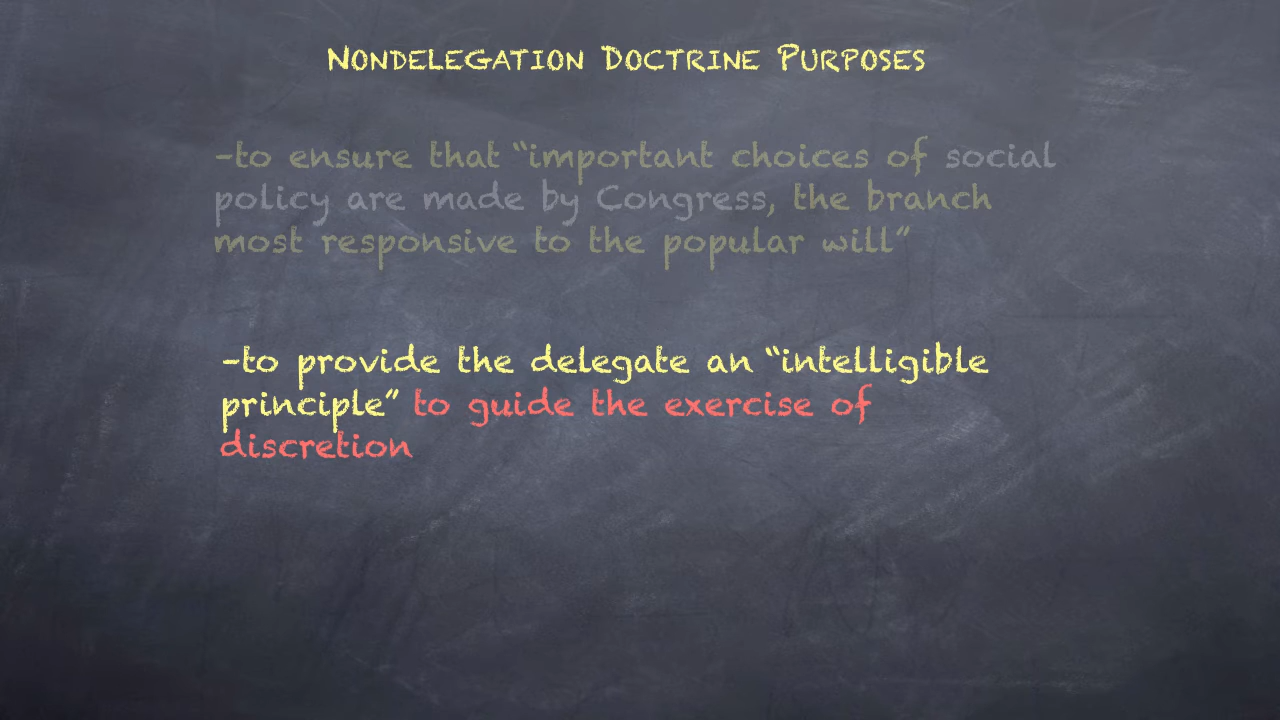 Nondelegation Doctrine Purposes
-to ensure that “important choices of social
policy are made by Congress, the branch
most responsive to the popular will”
-to provide the delegate an “intelligible
principle” to guide the exercise of
discretion